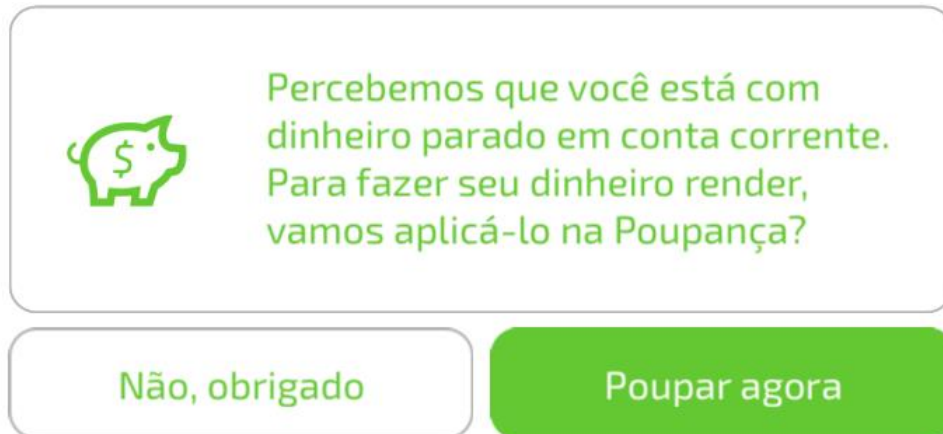 Percebemos que você está com
dinheiro parado em conta corrente.
Para fazer seu dinheiro render,
vamos aplicá-lo na Poupança?
$
Não, obrigado
Poupar agora